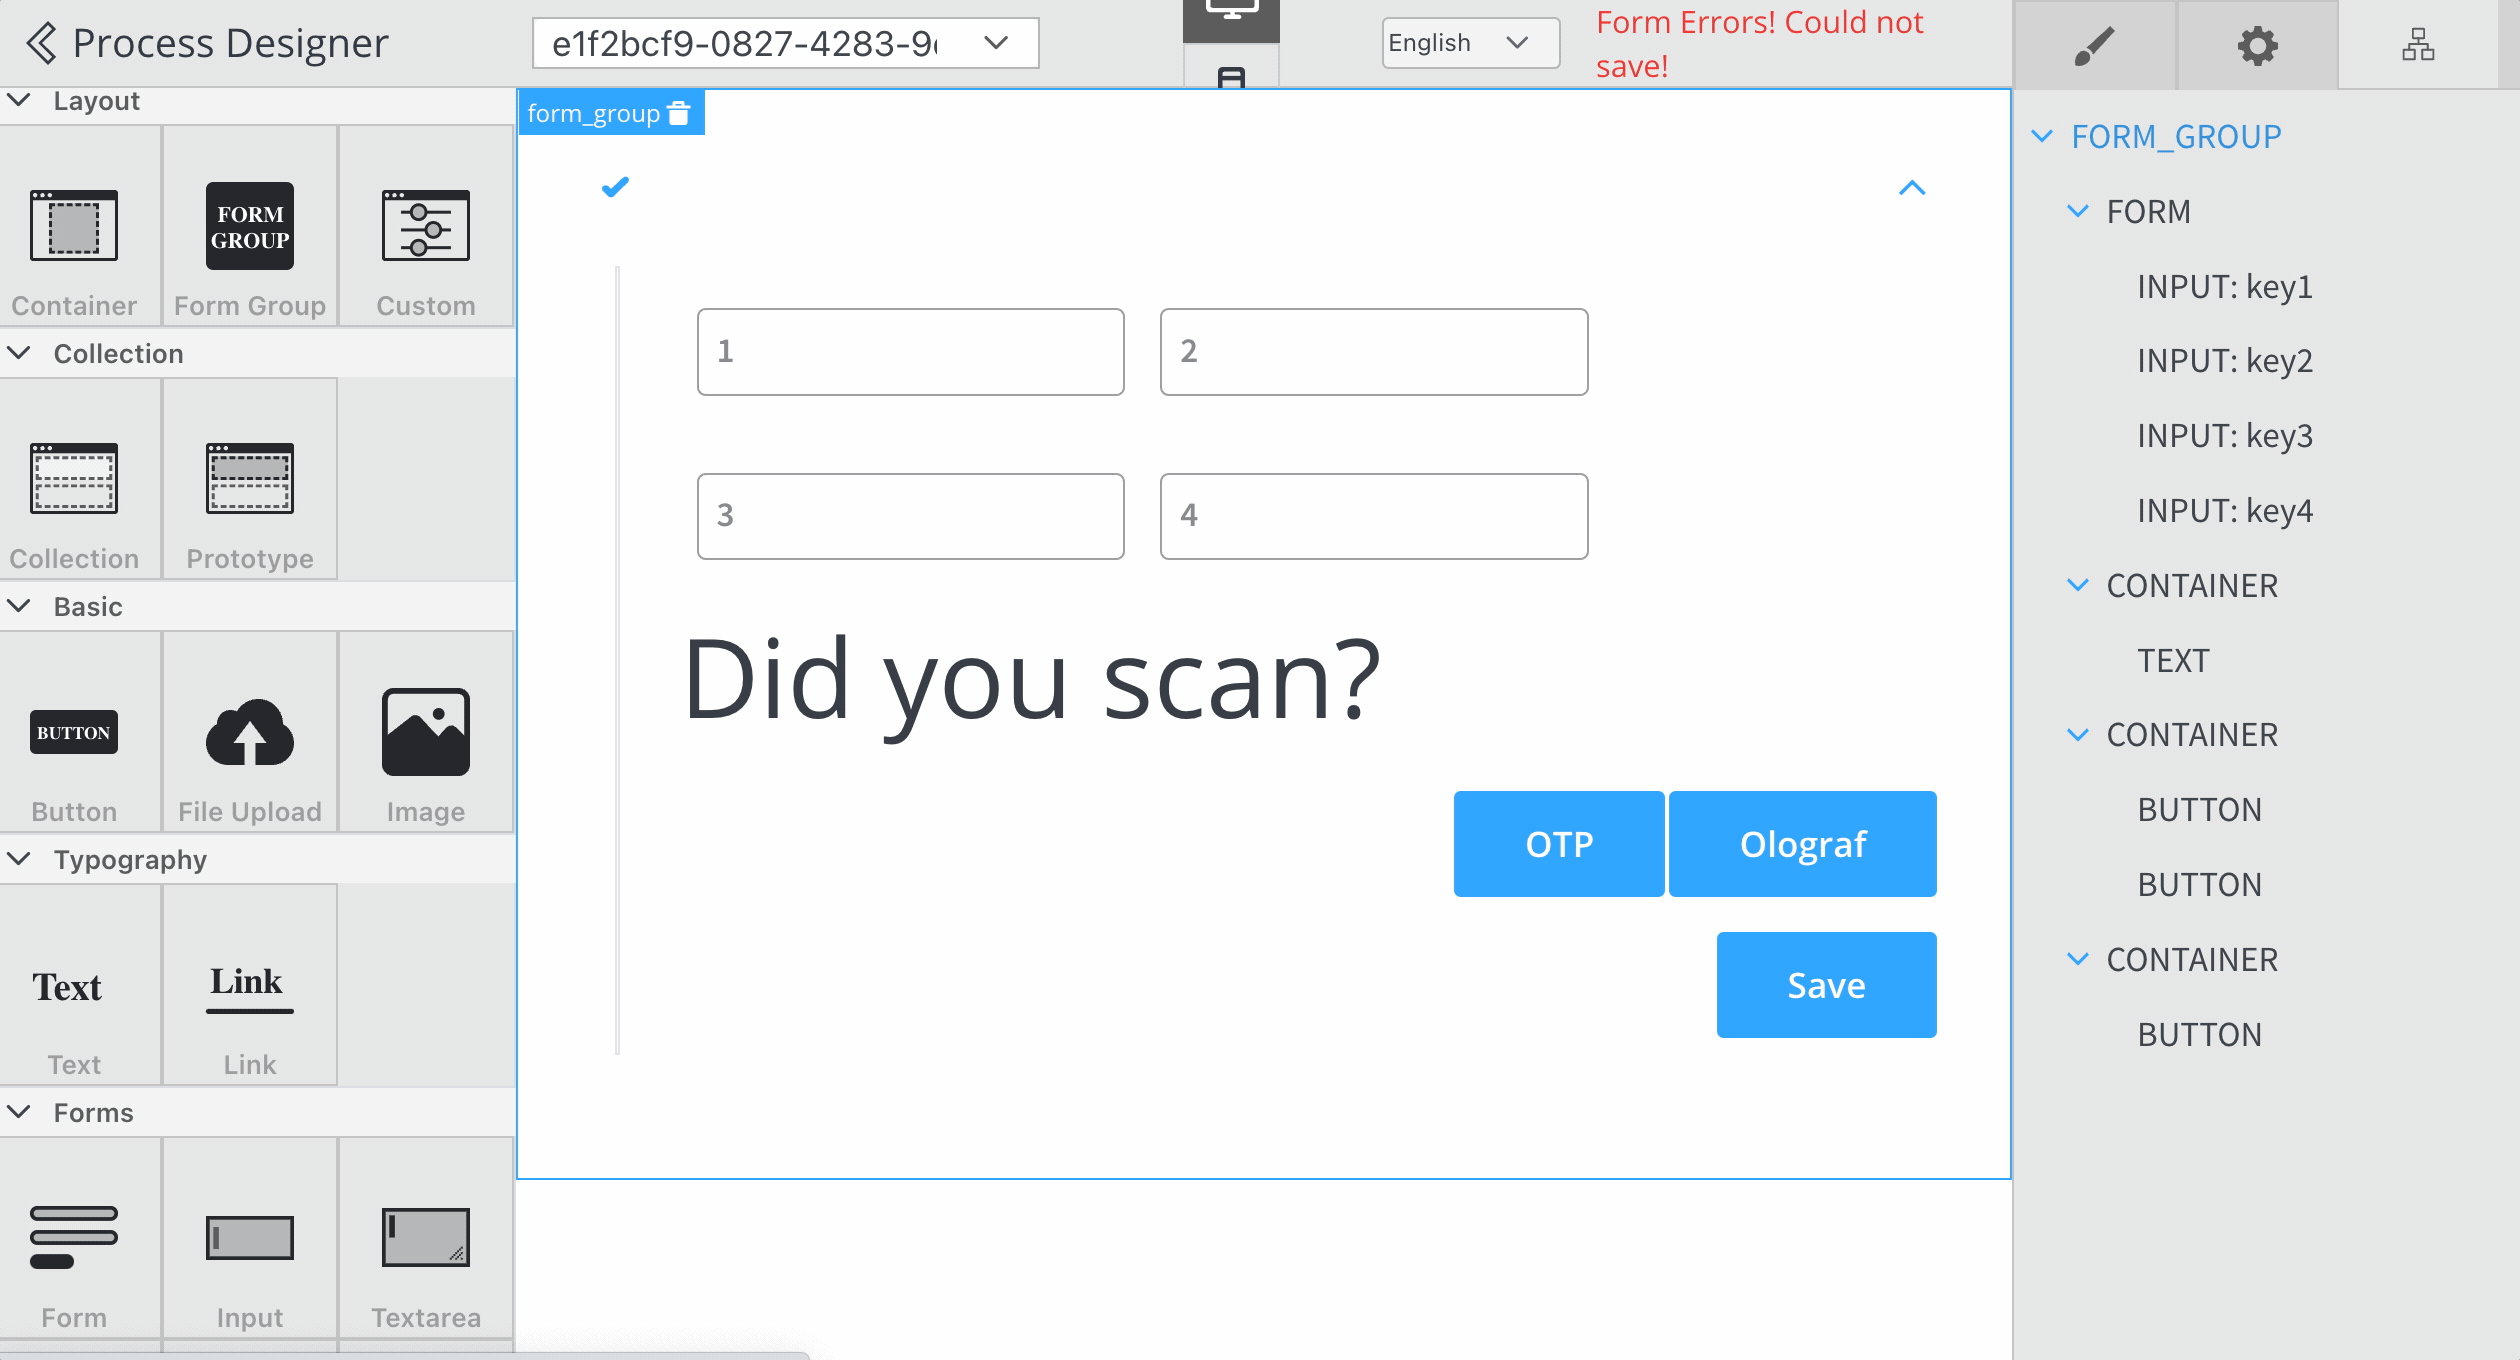 Process Designer
e1f2bcf9-0827-4283-9
English
Form Errors! Could not
save!
Layout
FORM
GROUP
Container
Form Group
Custom
Collection
Collection
Prototype
Basic
BUTTON
Button
File Upload
Image
Typography
Text
Link
Text
Link
Forms
Form
Input
Textarea
form_group
1
2
3
4
Did you scan?
OTP
Olograf
Save
FORM_GROUP
FORM
INPUT: key1
INPUT: key2
INPUT: key3
INPUT: key4
CONTAINER
TEXT
CONTAINER
BUTTON
BUTTON
CONTAINER
BUTTON